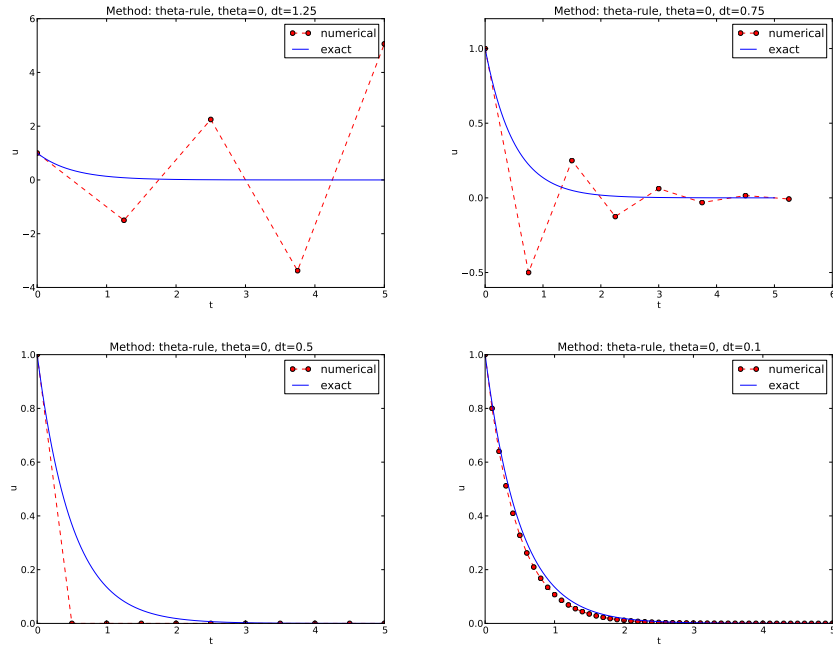 Method: theta-rule, theta=0, dt=1.25
numerical
exact
6
4
2
0
−2
−4
u
0 1 2 3 4 5
t
Method: theta-rule, theta=0, dt=0.75
numerical
exact
1.0
0.5
0.0
−0.5
u
0 1 2 3 4 5 6
t
Method: theta-rule, theta=0, dt=0.5
numerical
exact
1.0
0.8
0.6
0.4
0.2
0.0
u
0 1 2 3 4 5
t
Method: theta-rule, theta=0, dt=0.1
numerical
exact
1.0
0.8
0.6
0.4
0.2
0.0
u
0 1 2 3 4 5
t